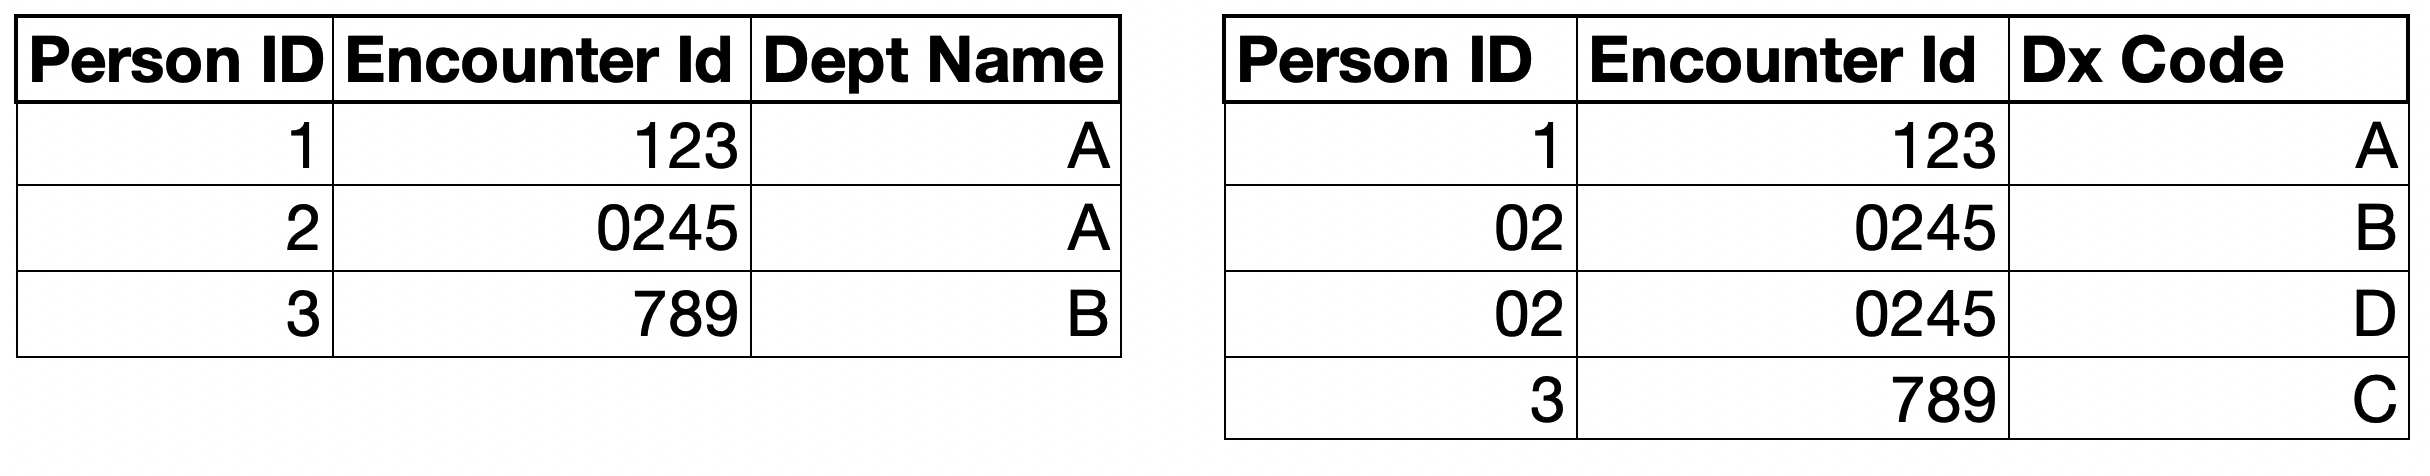 Person ID Encounter Id Dept Name
1 123 A
2 0245 A
3 789 B
Person ID Encounter Id Dx Code
1 123 A
02 0245 B
02 0245 D
3 789 C